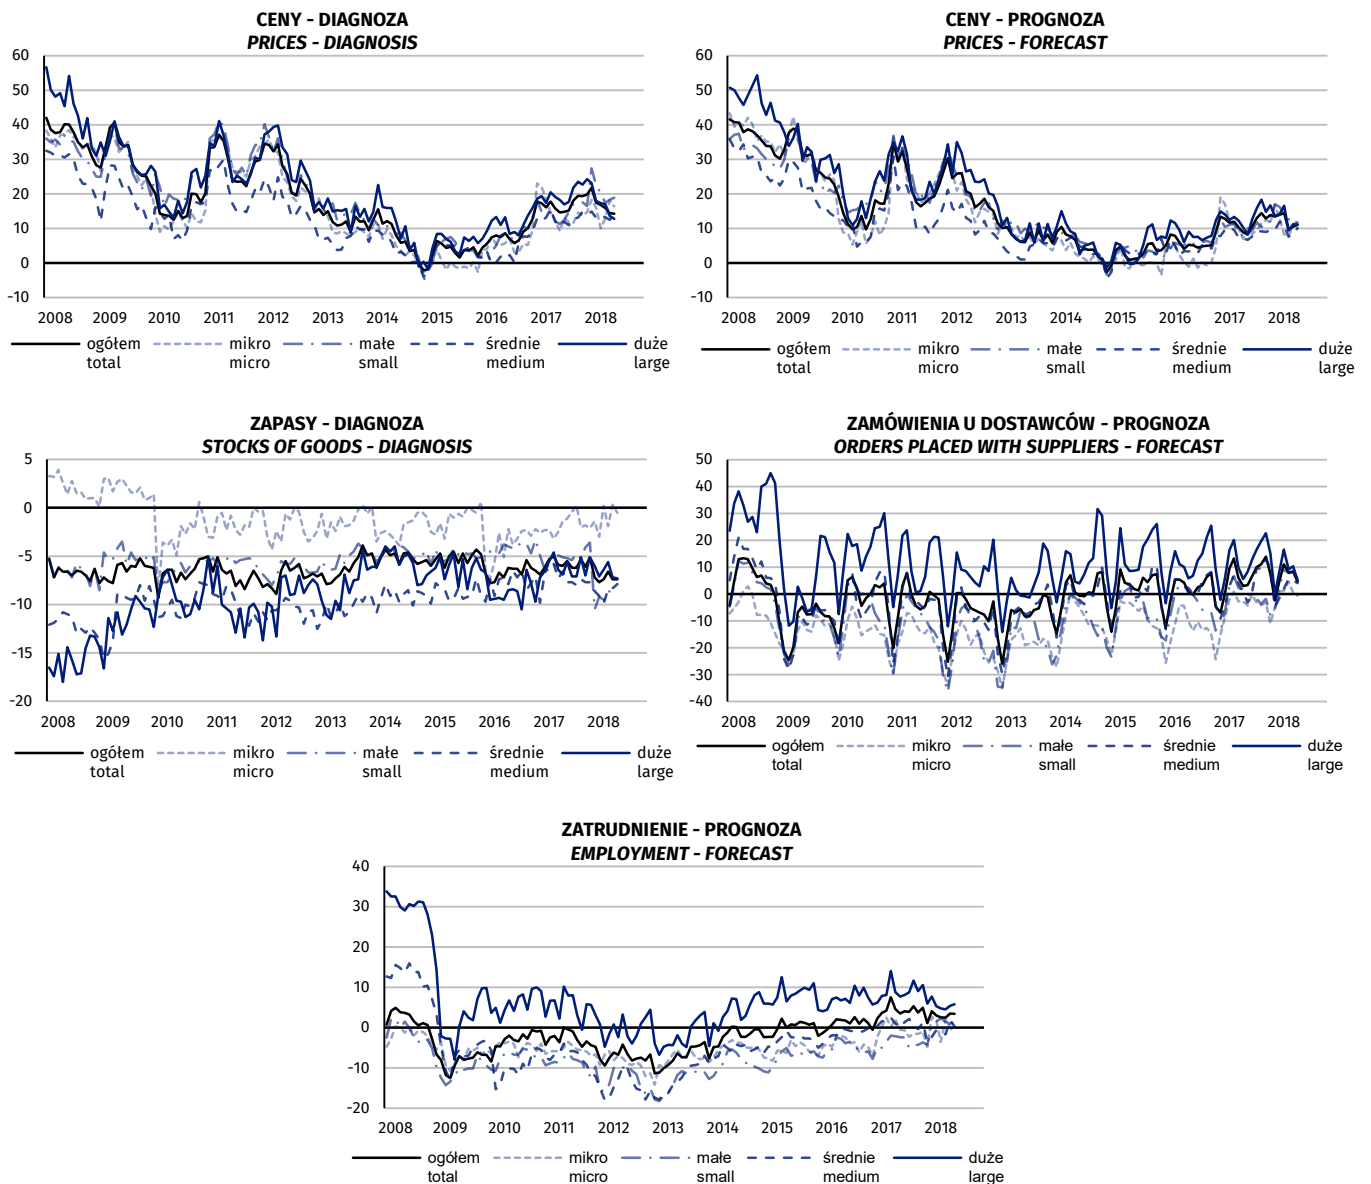 CENY - DIAGNOZA
PRICES - DIAGNOSIS
60
50
40
30
20
10
0
-10
2008 2009 2010 2011 2012 2013 2014 2015 2016 2017 2018
ogółem mikro małe średnie duże
total micro small medium large
CENY - PROGNOZA
PRICES - FORECAST
60
50
40
30
20
10
0
-10
2008 2009 2010 2011 2012 2013 2014 2015 2016 2017 2018
ogółem mikro małe średnie duże
total micro small medium large
ZAPASY - DIAGNOZA
STOCKS OF GOODS - DIAGNOSIS
5
0
-5
-10
-15
-20
2008 2009 2010 2011 2012 2013 2014 2015 2016 2017 2018
ogółem mikro małe średnie duże
total micro small medium large
ZAMÓWIENIA U DOSTAWCÓW - PROGNOZA
ORDERS PLACED WITH SUPPLIERS - FORECAST
50
40
30
20
10
0
-10
-20
-30
-40
2008 2009 2010 2011 2012 2013 2014 2015 2016 2017 2018
ogółem mikro małe średnie duże
total micro small medium large
ZATRUDNIENIE - PROGNOZA
EMPLOYMENT - FORECAST
40
30
20
10
0
-10
-20
2008 2009 2010 2011 2012 2013 2014 2015 2016 2017 2018
ogółem mikro małe średnie duże
total micro small medium large